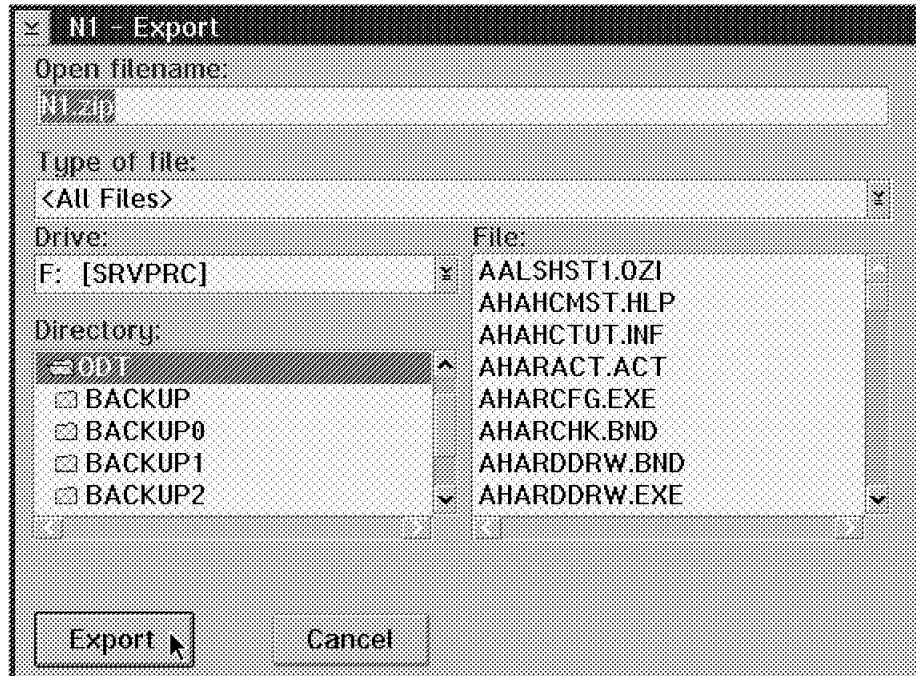 N1 - Export
Open filename:
N1.zip
Type of file:
<All Files>
Drive:
F: [SRVPRC]
Directory:
ODT
BACKUP
BACKUP0
BACKUP1
BACKUP2
File:
AALSHST1.OZI
AHAHCMST.HLP
AHAHCTUT.INF
AHARACT.ACT
AHARCFG.EXE
AHARCHK.BND
AHARDDRW.BND
AHARDDRW.EXE
Export
Cancel